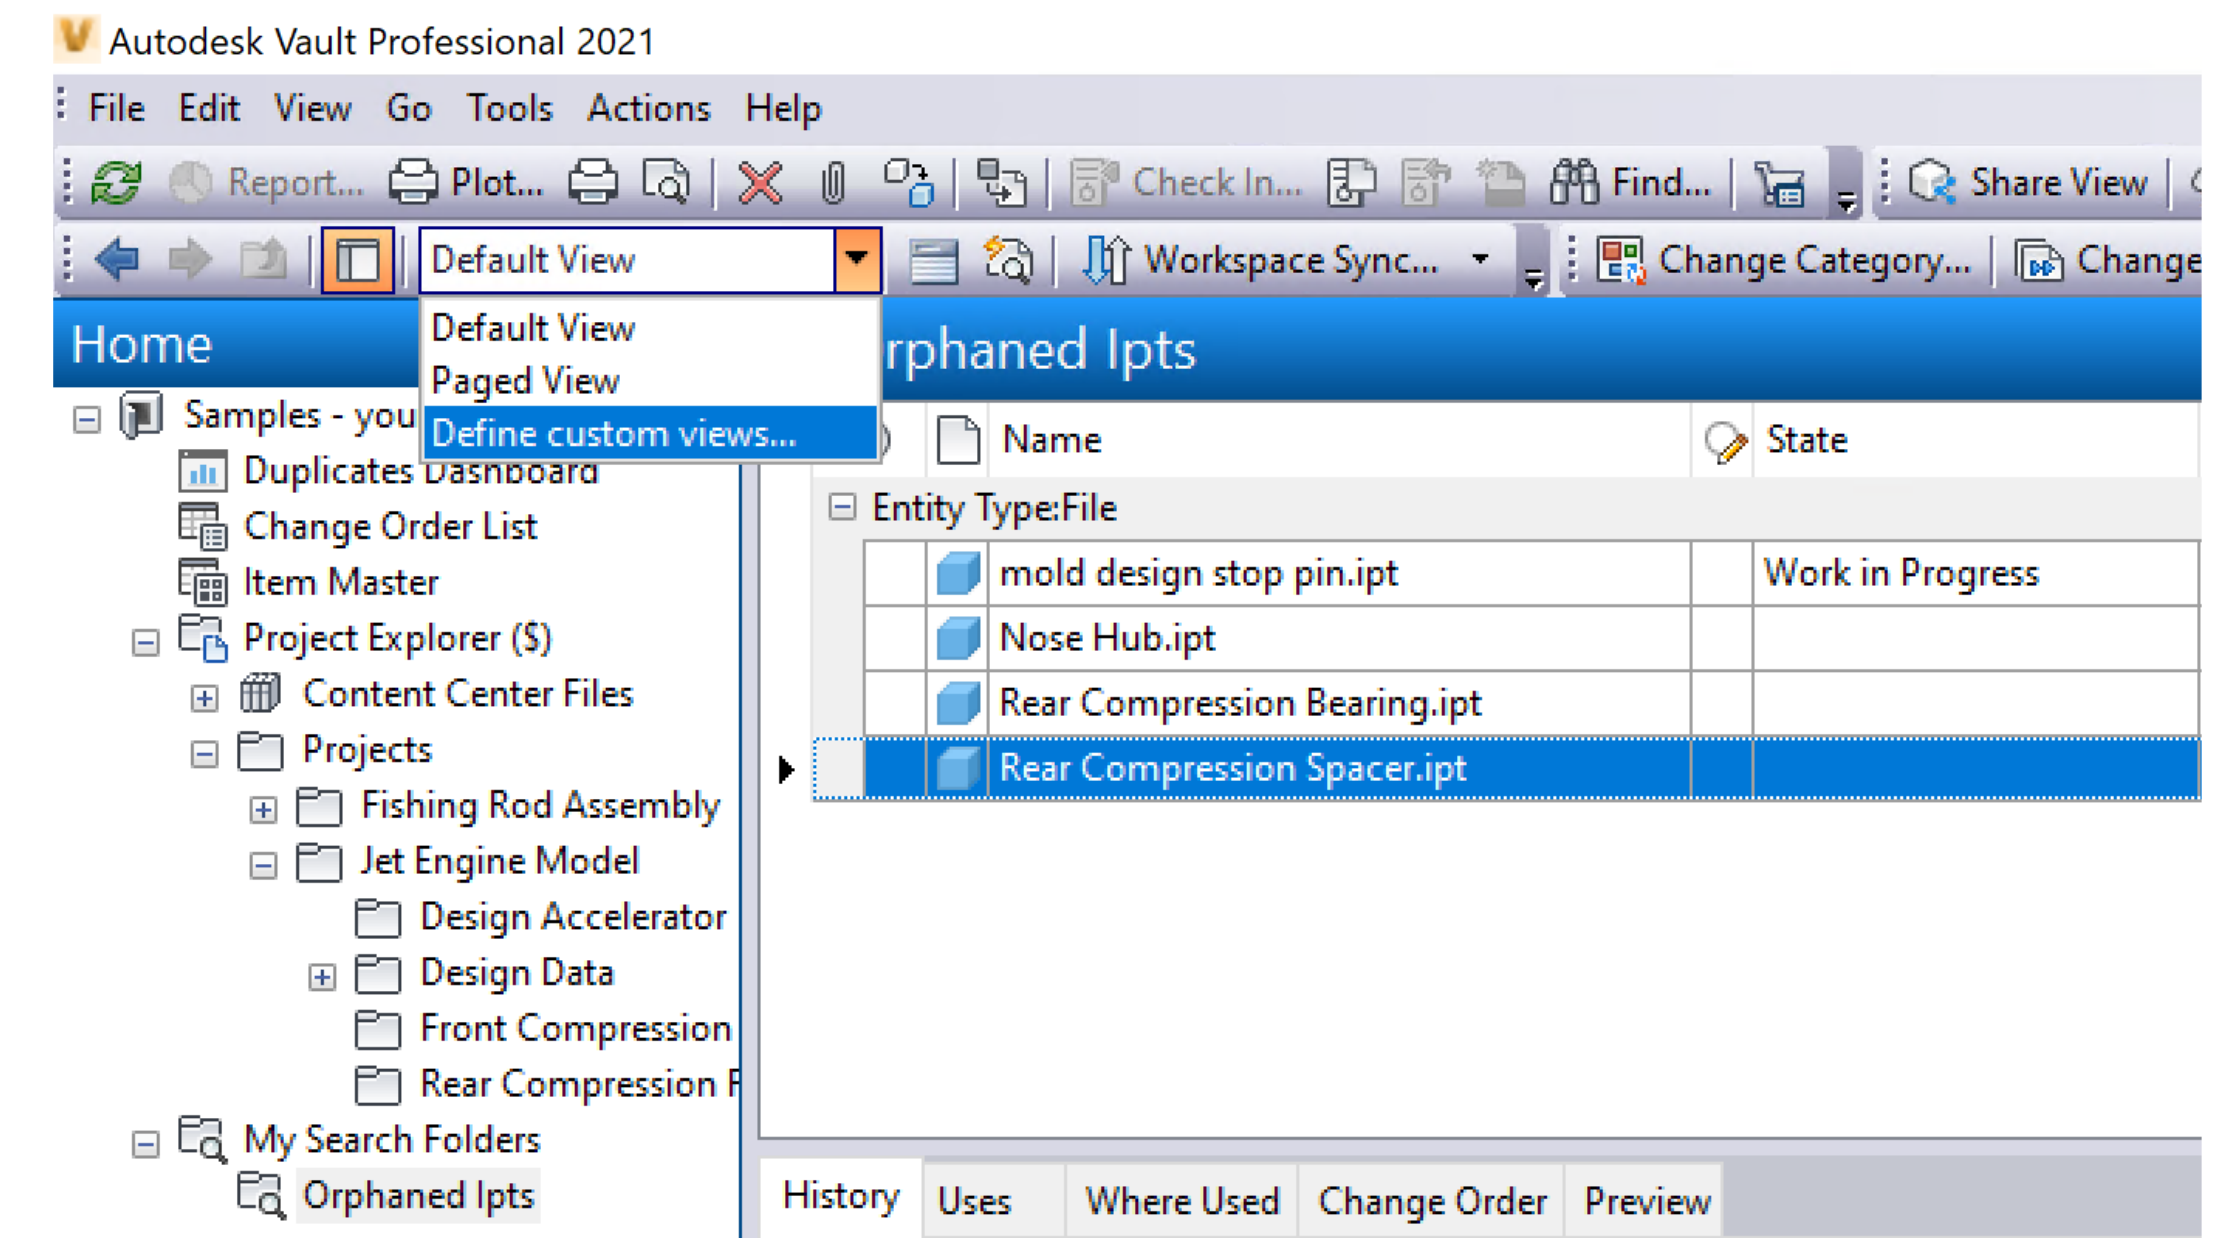 Autodesk Vault Professional 2021
File Edit View Go Tools Actions Help
Report... Plot... Check In... Find... Share View
Default View Workspace Sync... Change Category... Change
Default View
Paged View
Define custom views...
Home
rphaned Ipts
Samples - you
Duplicates Dashboard
Change Order List
Item Master
Project Explorer ($)
Content Center Files
Projects
Fishing Rod Assembly
Jet Engine Model
Design Accelerator
Design Data
Front Compression
Rear Compression F
My Search Folders
Orphaned Ipts
Name State
Entity Type:File
mold design stop pin.ipt Work in Progress
Nose Hub.ipt
Rear Compression Bearing.ipt
Rear Compression Spacer.ipt
History Uses Where Used Change Order Preview